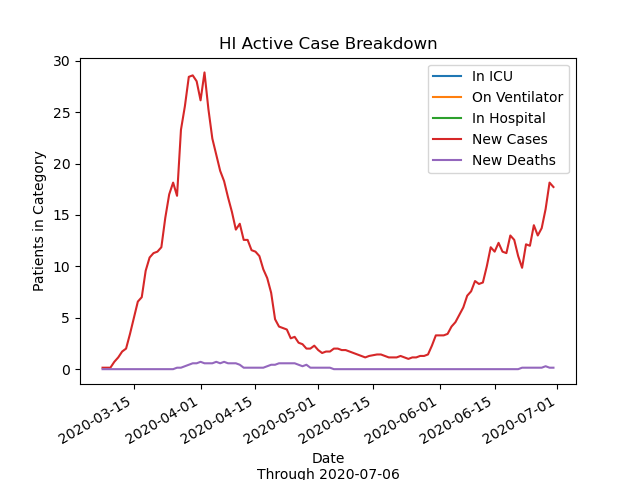 HI Active Case Breakdown
In ICU
On Ventilator
In Hospital
New Cases
New Deaths
Patients in Category
30
25
20
15
10
5
0
2020-03-15
2020-04-01
2020-04-15
2020-05-01
2020-05-15
2020-06-01
2020-06-15
2020-07-01
Date
Through 2020-07-06